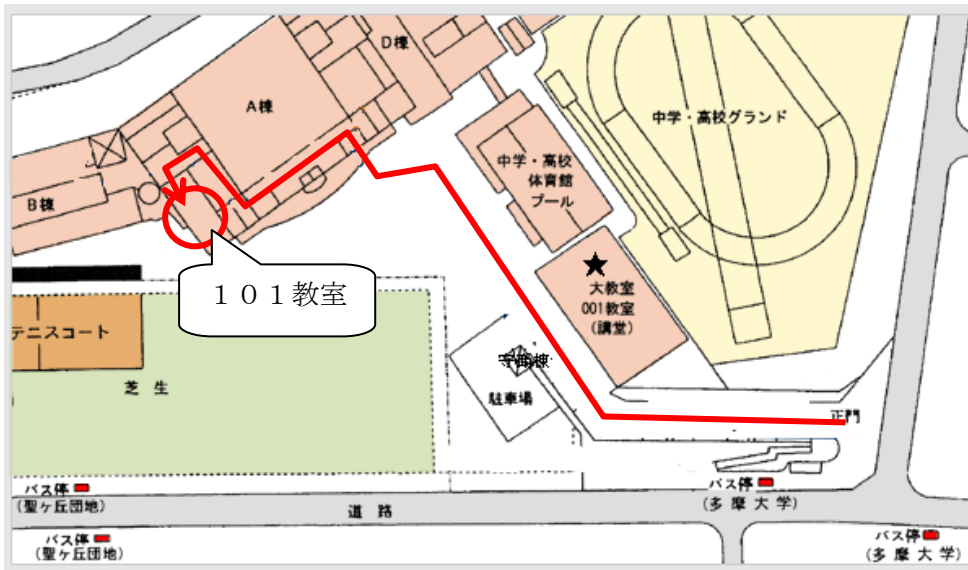 D棟
A棟
中学・高校グランド
中学・高校
体育館
プール
B棟
101教室
大教室
001教室
(講堂)
テニスコート
芝生
守衛棟
駐車場
正門
バス停
(聖ヶ丘団地)
バス停
(多摩大学)
道路
バス停
(聖ヶ丘団地)
バス停
(多摩大学)